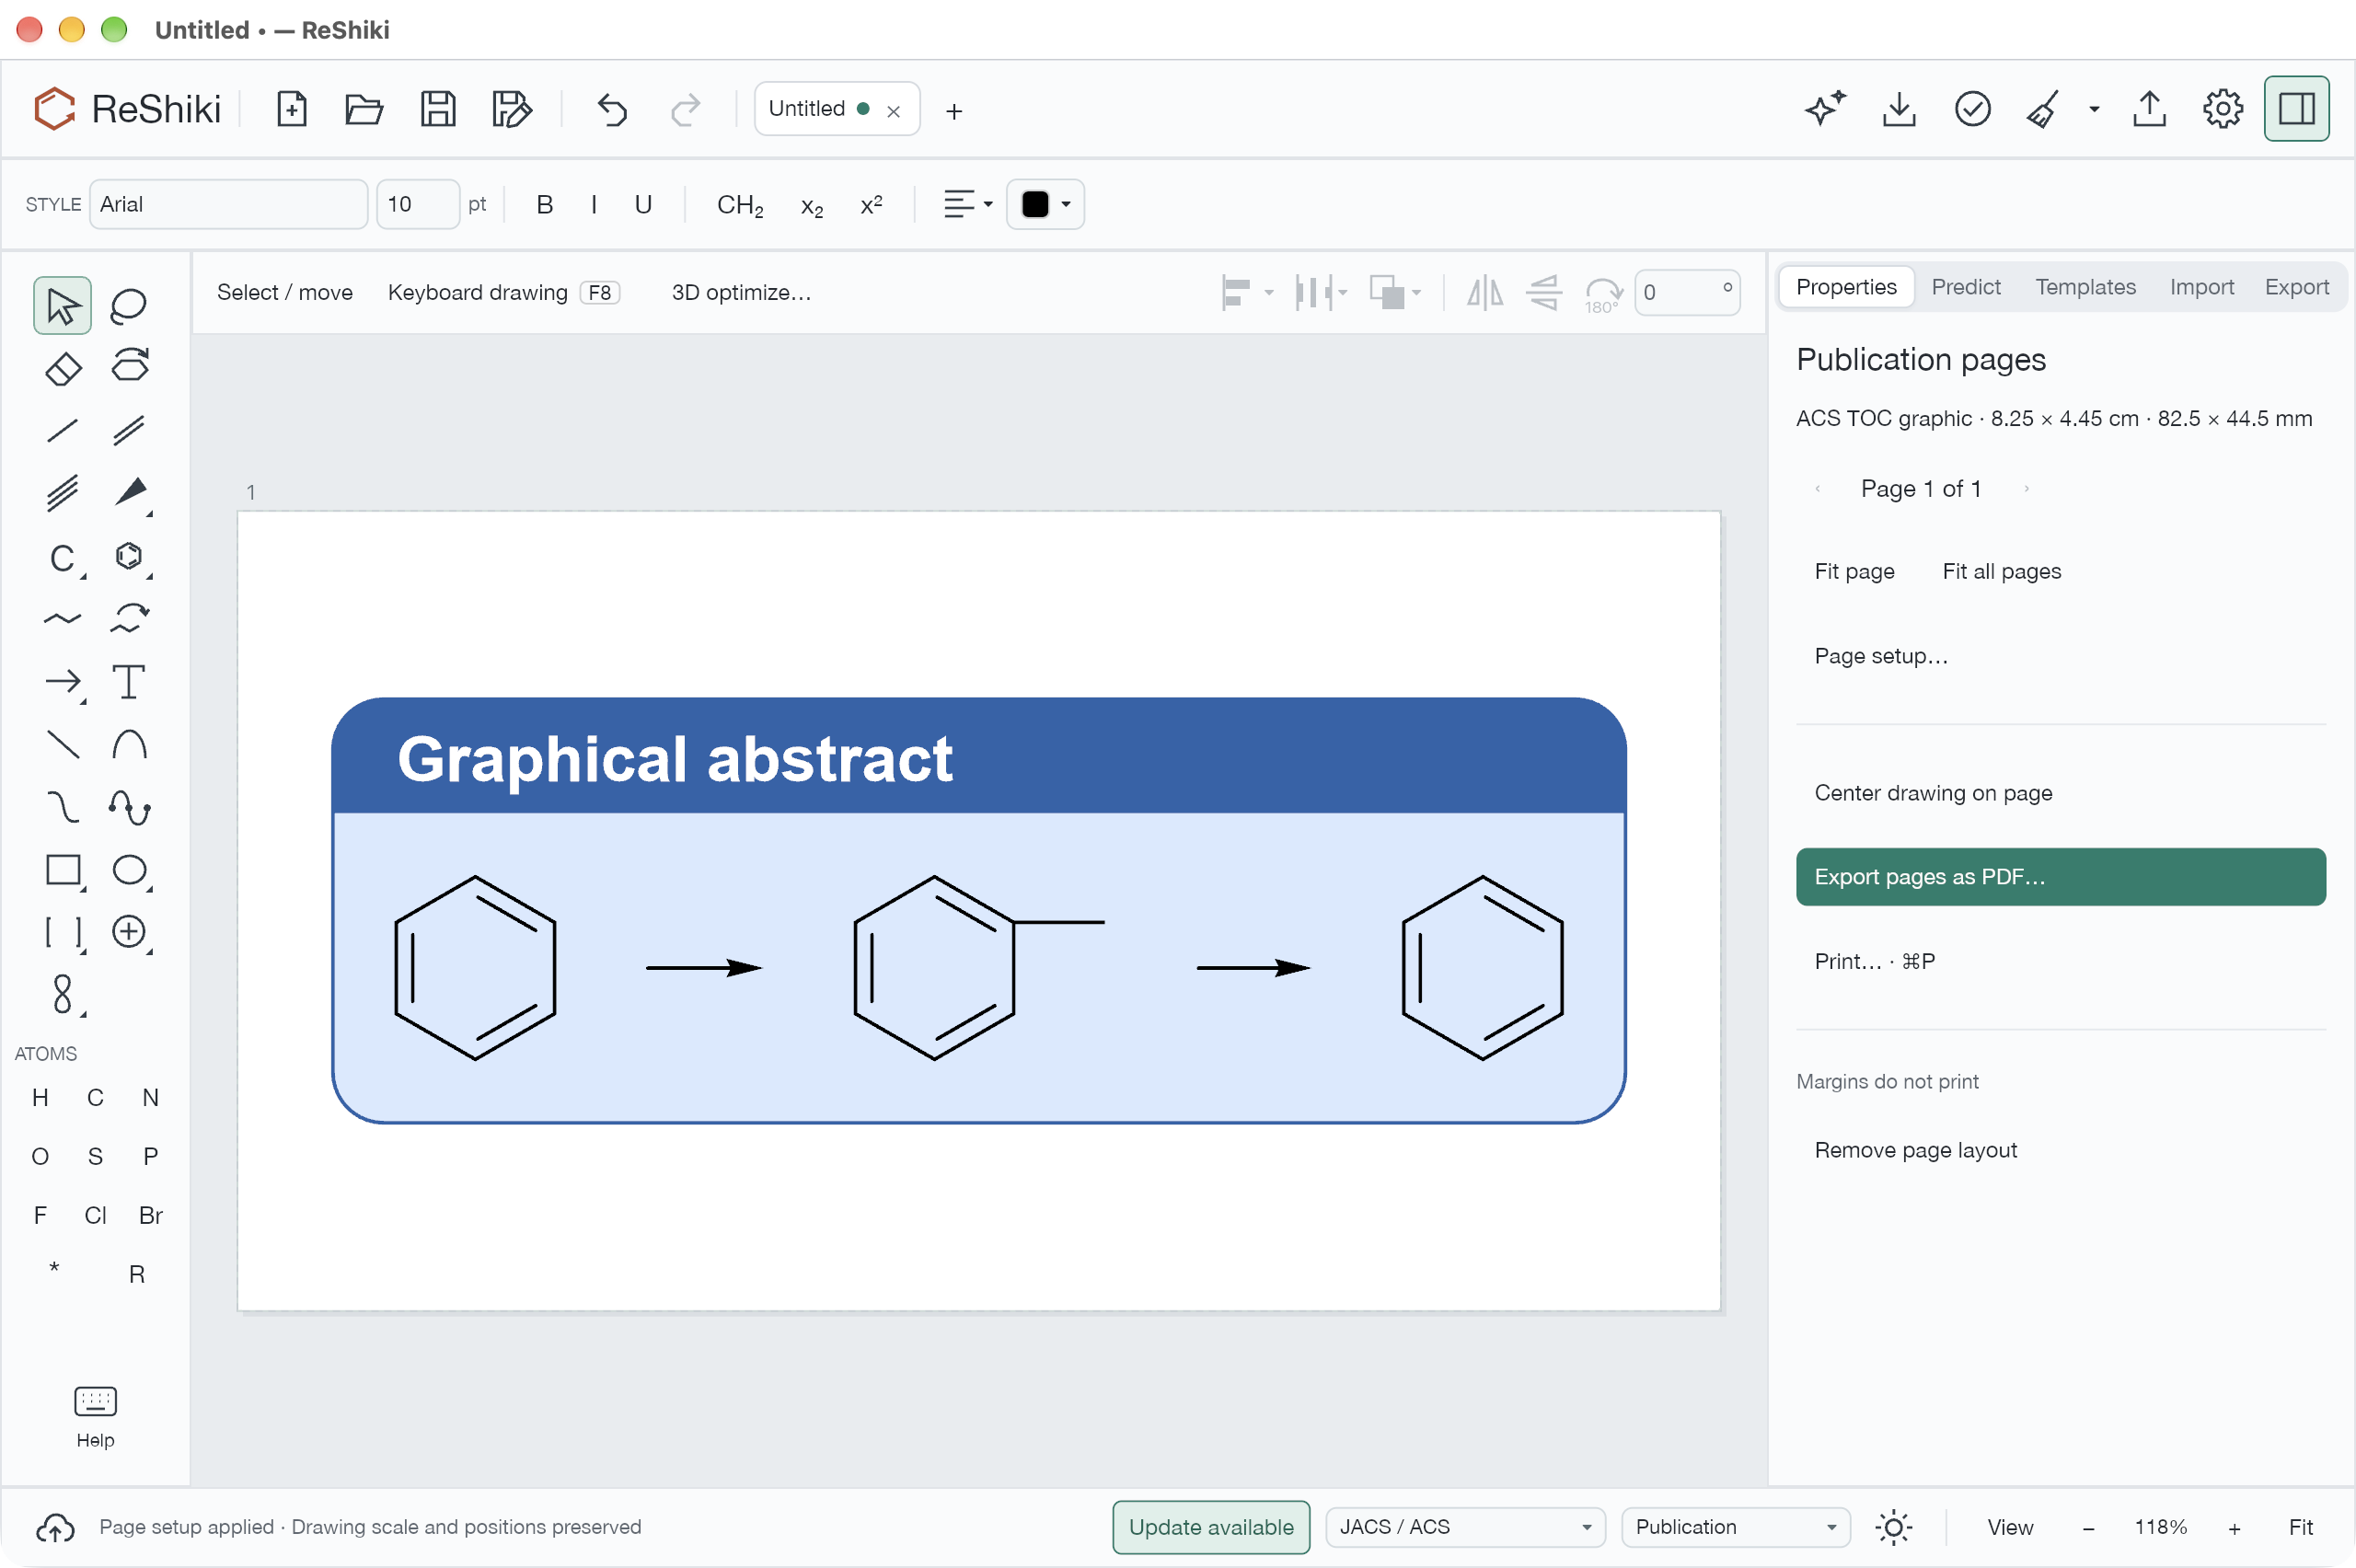 Untitled • — ReShiki
ReShiki
Untitled
STYLE Arial 10 pt B I U CH₂ x₂ x²
Select / move Keyboard drawing F8 3D optimize... 180° 0 °
Properties Predict Templates Import Export
Publication pages
ACS TOC graphic · 8.25 × 4.45 cm · 82.5 × 44.5 mm
‹ Page 1 of 1 ›
Fit page Fit all pages
Page setup...
Center drawing on page
Export pages as PDF...
Print... · ⌘P
Margins do not print
Remove page layout
1
Graphical abstract
C
T
[ ]
ATOMS
H C N
O S P
F Cl Br
* R
Help
Page setup applied · Drawing scale and positions preserved
Update available JACS / ACS Publication View – 118% + Fit